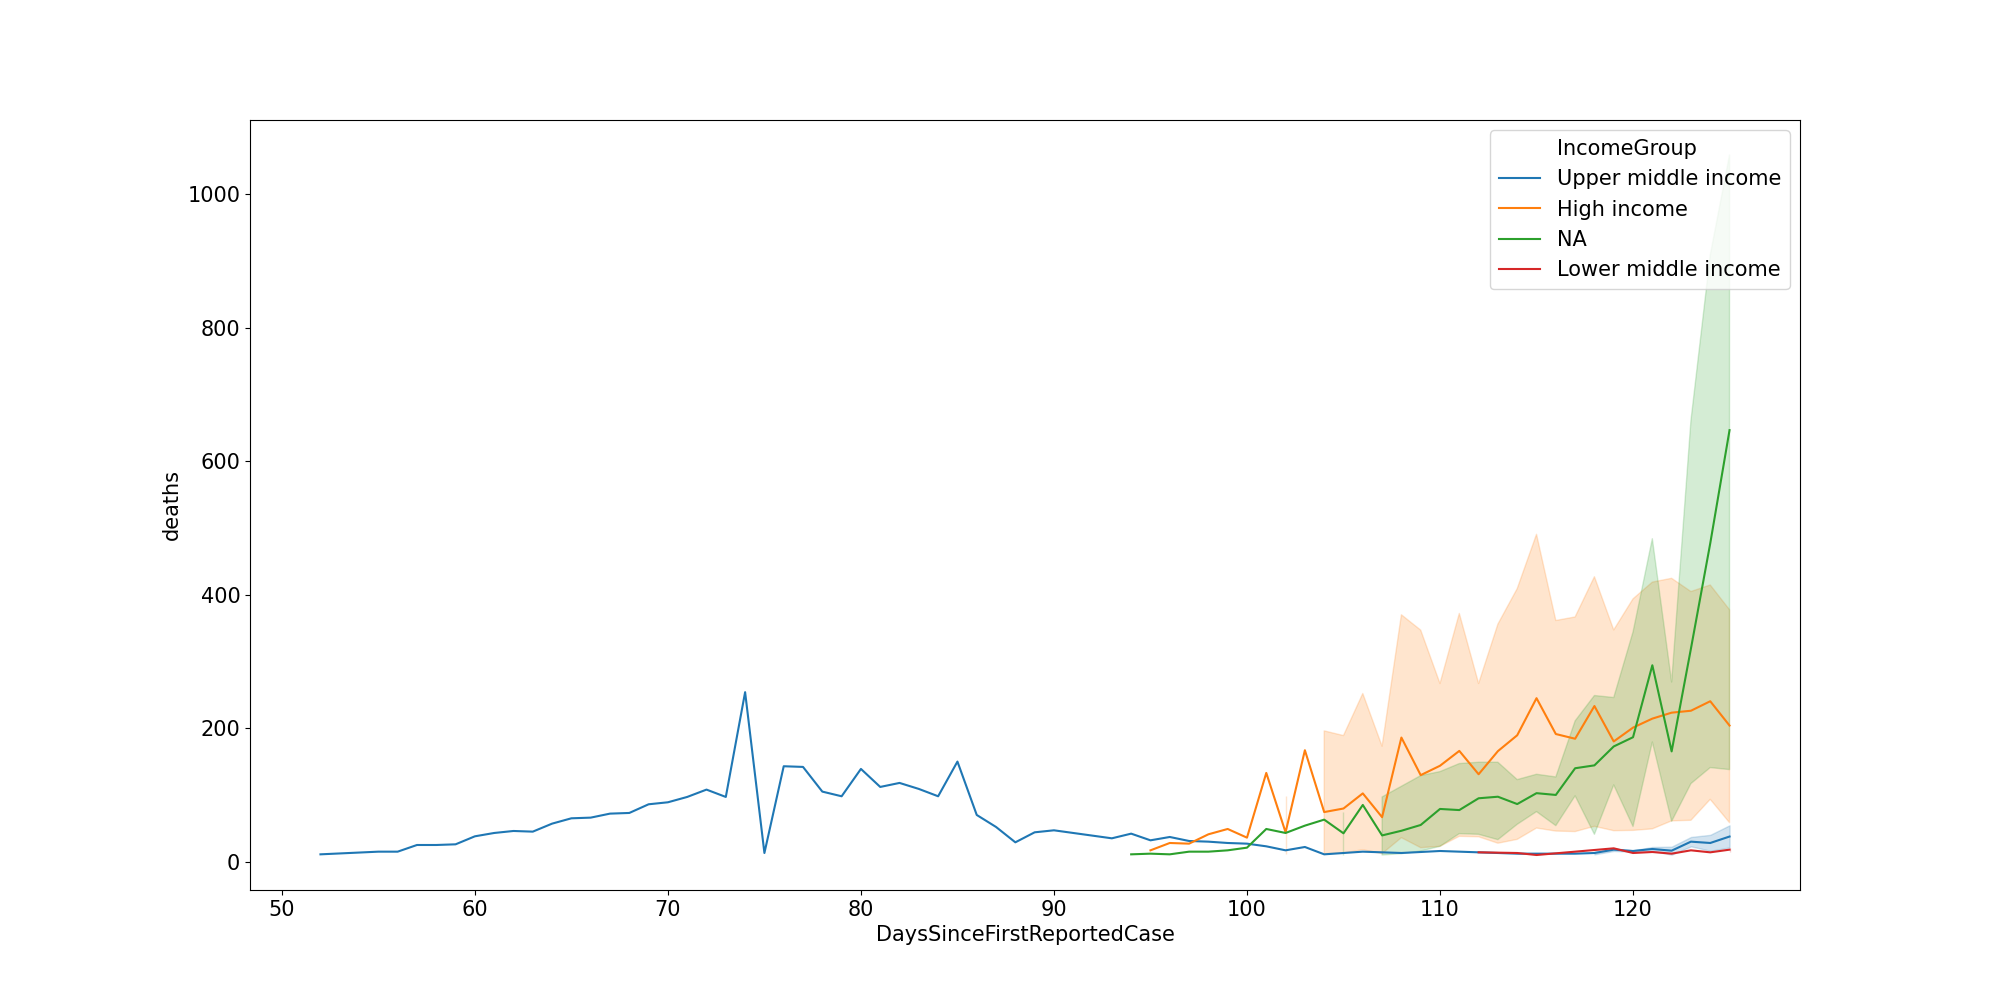 IncomeGroup
Upper middle income
High income
NA
Lower middle income
1000
800
600
400
200
0
deaths
50 60 70 80 90 100 110 120
DaysSinceFirstReportedCase